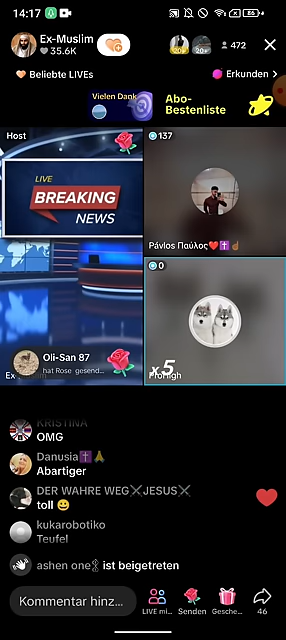 14:17
Ex-Muslim
35.6K
472
Beliebte LIVEs
Erkunden
Vielen Dank
Abo-
Bestenliste
Host
137
LIVE
BREAKING
NEWS
Pávlos Παύλος❤️✝️☝🏽
0
Oli-San 87
hat Rose gesend...
x5
KRISTINA
OMG
Danusia✝️🙏
Abartiger
DER WAHRE WEG⚔JESUS⚔
toll 😀
kukarobotiko
Teufel
ashen one ist beigetreten
Kommentar hinz...
LIVE mi...
Senden
Gesche...
46